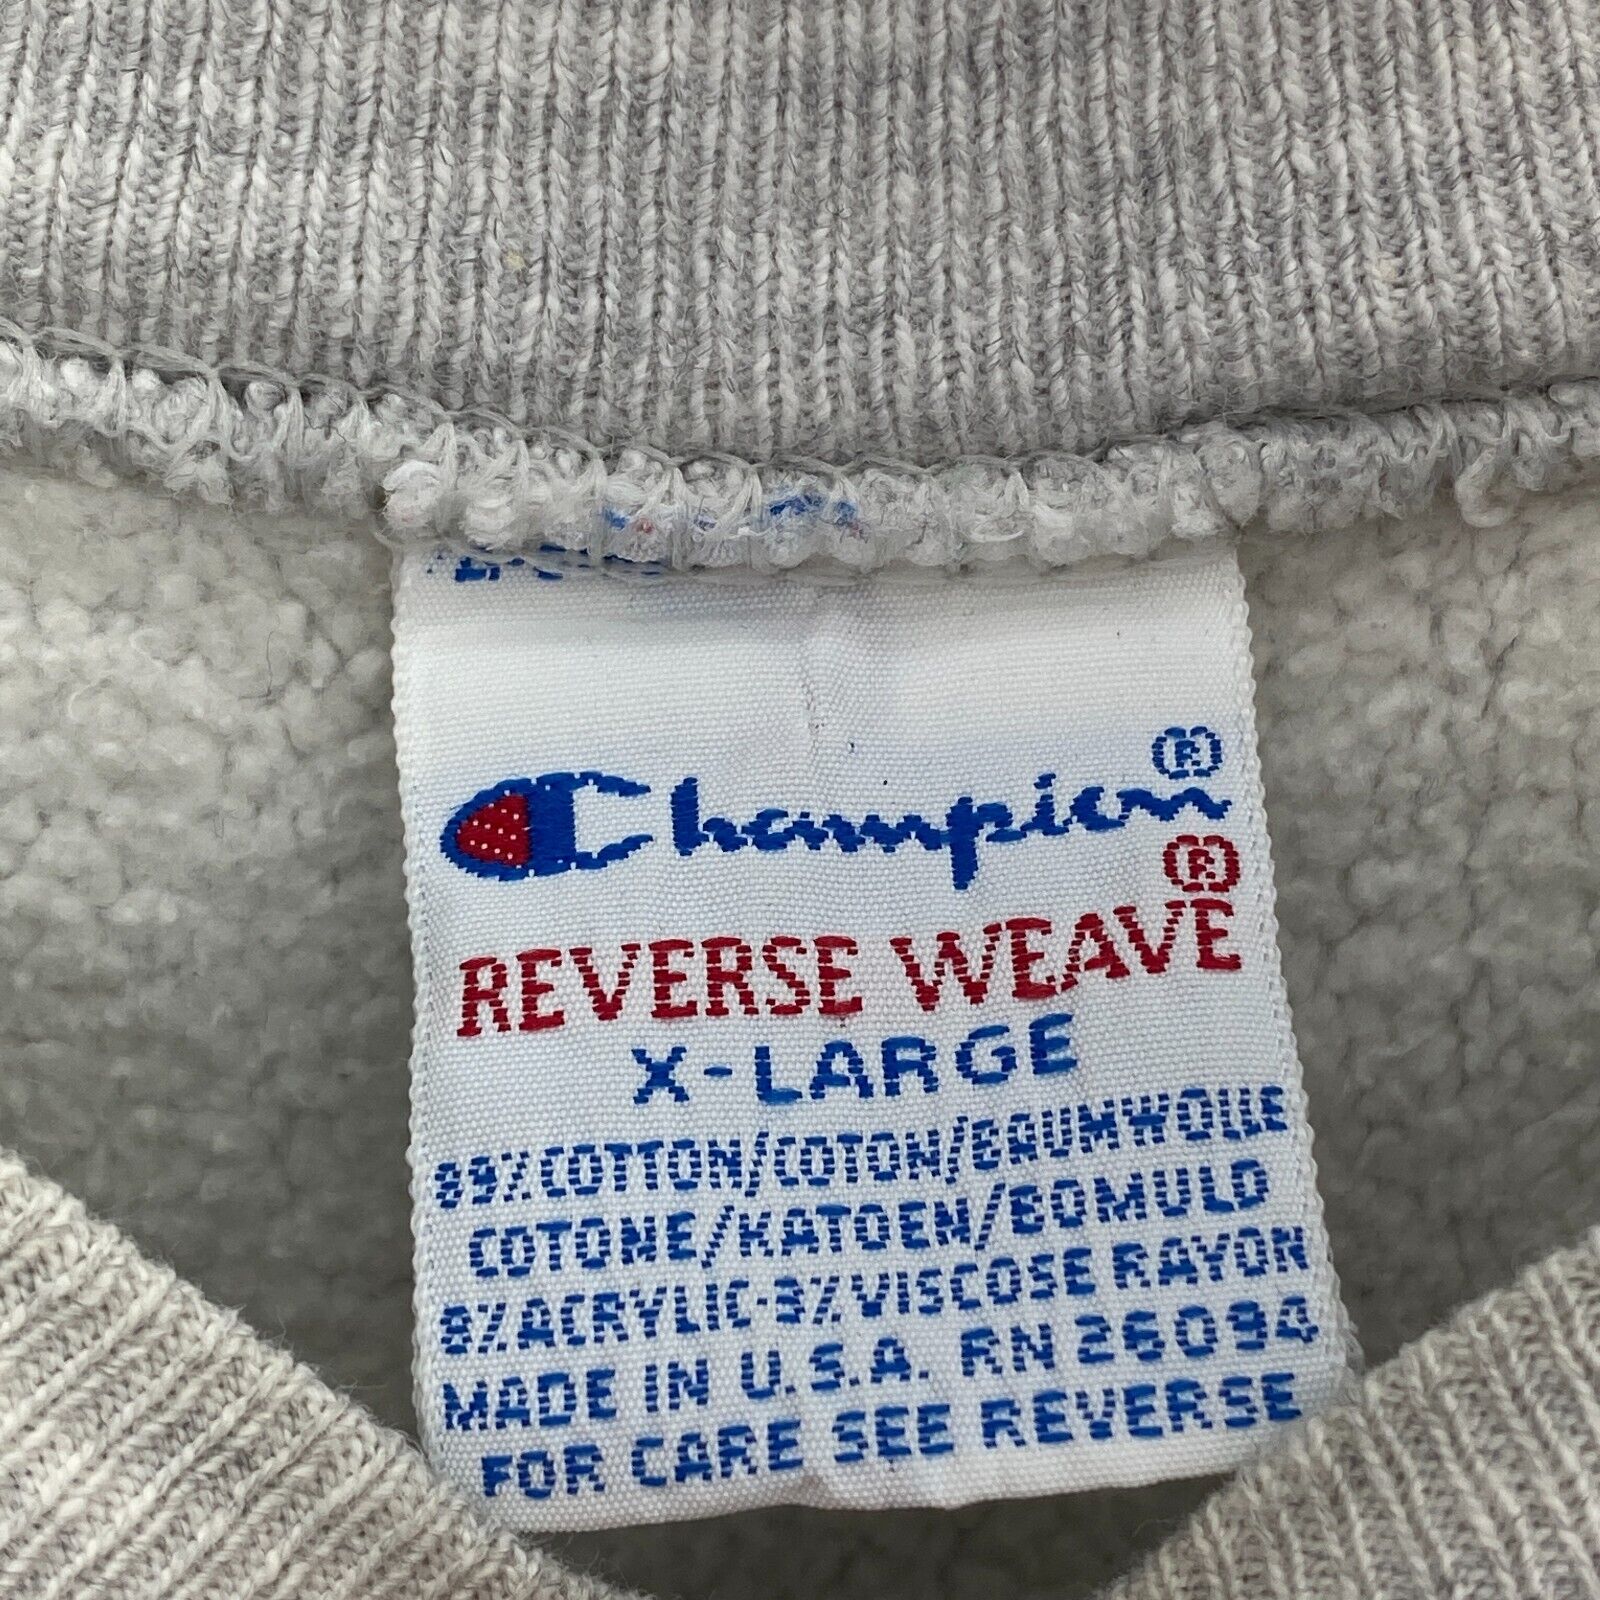 Champion®
REVERSE WEAVE®
X-LARGE
89% COTTON/COTON/BAUMWOLLE
COTONE/KATOEN/BOMULD
8% ACRYLIC-3% VISCOSE RAYON
MADE IN U.S.A. RN 26094
FOR CARE SEE REVERSE